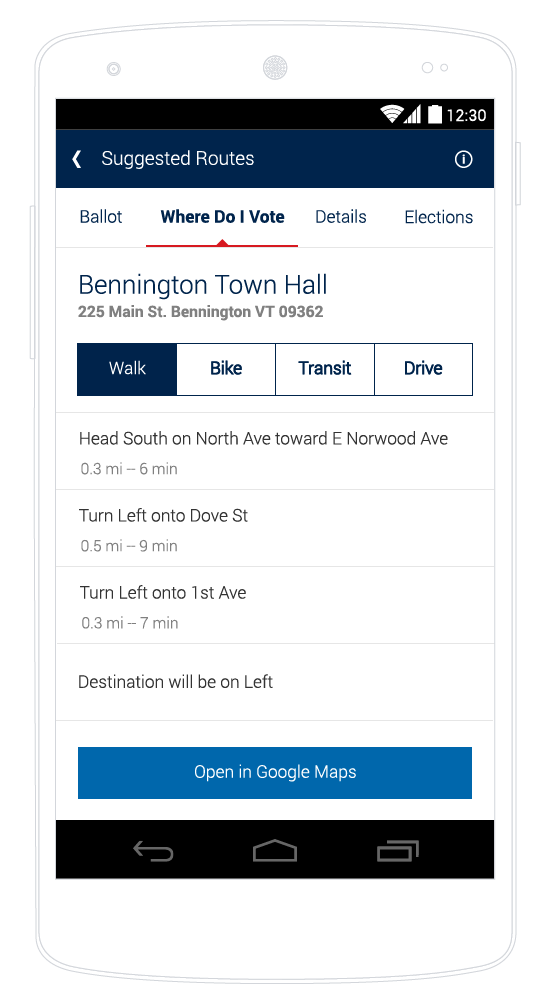 12:30
Suggested Routes
Ballot Where Do I Vote Details Elections
Bennington Town Hall
225 Main St. Bennington VT 09362
Walk Bike Transit Drive
Head South on North Ave toward E Norwood Ave
0.3 mi – 6 min
Turn Left onto Dove St
0.5 mi – 9 min
Turn Left onto 1st Ave
0.3 mi – 7 min
Destination will be on Left
Open in Google Maps